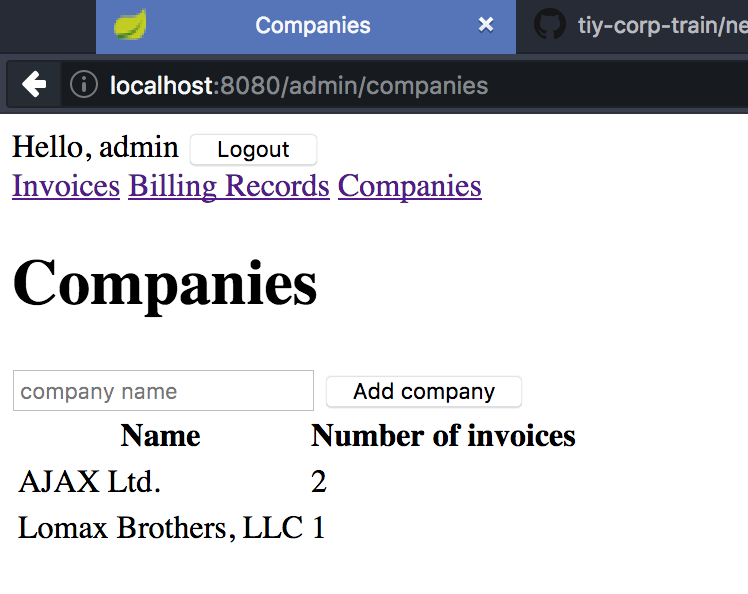 Companies × tiy-corp-train/ne
localhost:8080/admin/companies
Hello, admin Logout
Invoices Billing Records Companies
Companies
company name Add company
Name Number of invoices
AJAX Ltd. 2
Lomax Brothers, LLC 1